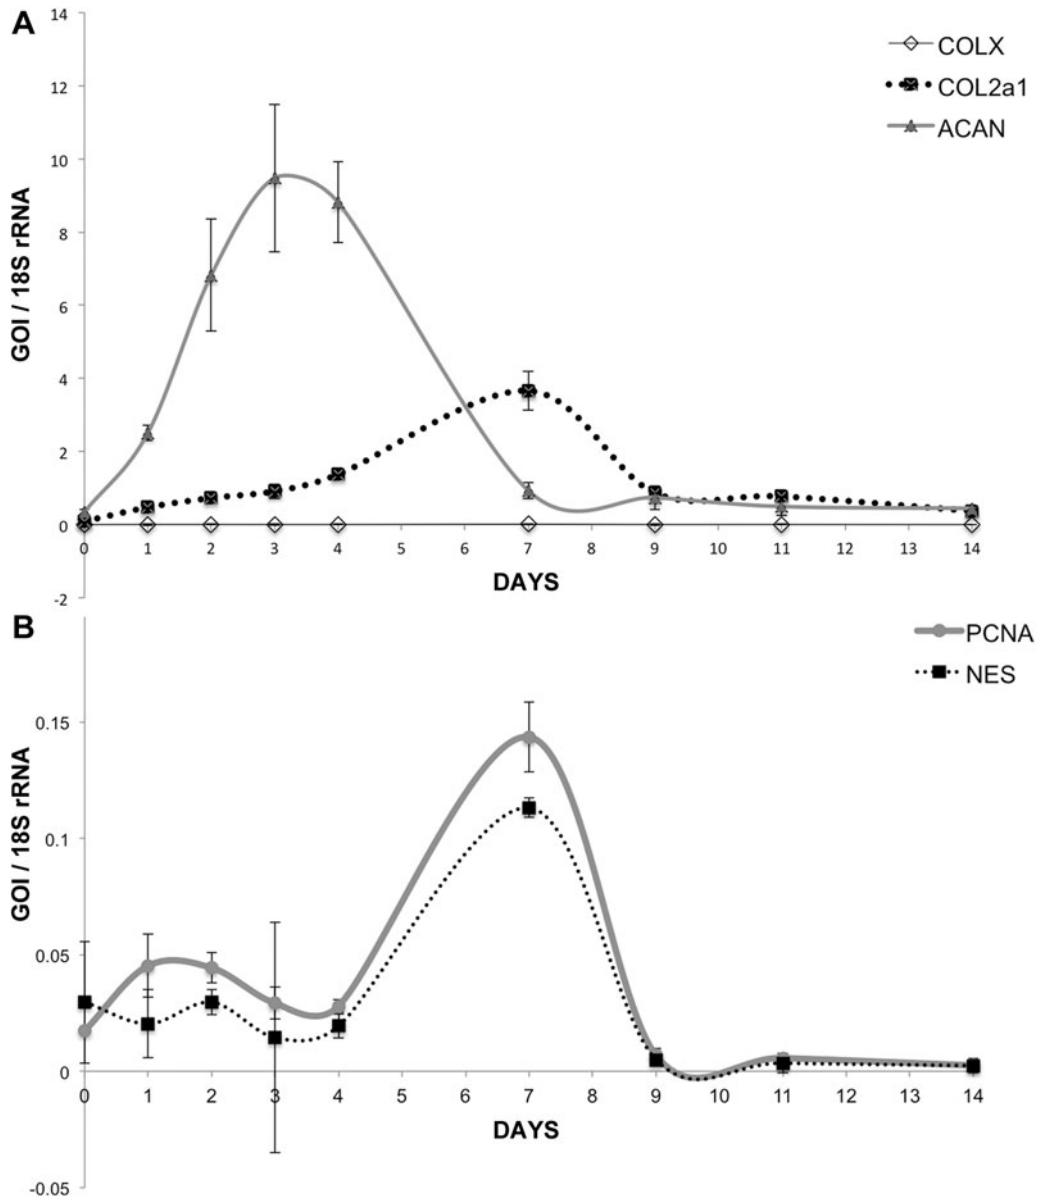 A
14
COLX
COL2a1
ACAN
12
10
8
6
4
2
0
-2
GOI / 18S rRNA
0 1 2 3 4 5 6 7 8 9 10 11 12 13 14
DAYS
B
PCNA
NES
0.15
0.1
0.05
0
-0.05
GOI / 18S rRNA
0 1 2 3 4 5 6 7 8 9 10 11 12 13 14
DAYS